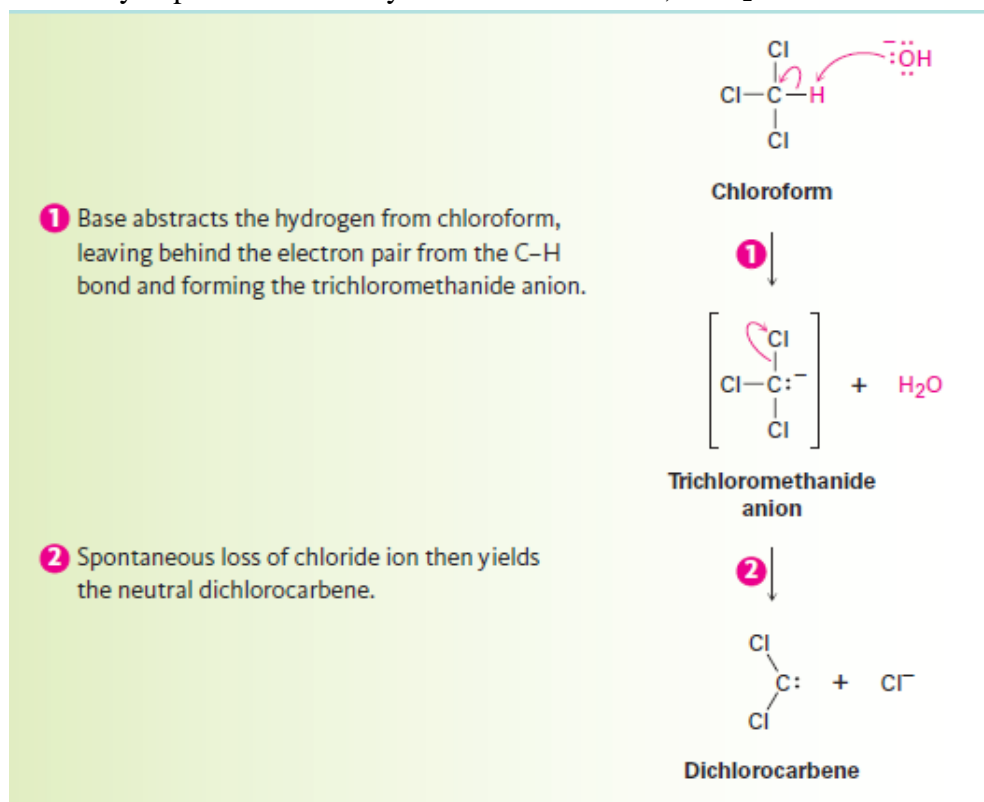 Cl
:ÖH
Cl—C—H
Cl
Chloroform
1 Base abstracts the hydrogen from chloroform,
leaving behind the electron pair from the C–H
bond and forming the trichloromethanide anion.
1
Cl
Cl—C:⁻ + H₂O
Cl
Trichloromethanide
anion
2 Spontaneous loss of chloride ion then yields
the neutral dichlorocarbene.
2
Cl
C: + Cl⁻
Cl
Dichlorocarbene